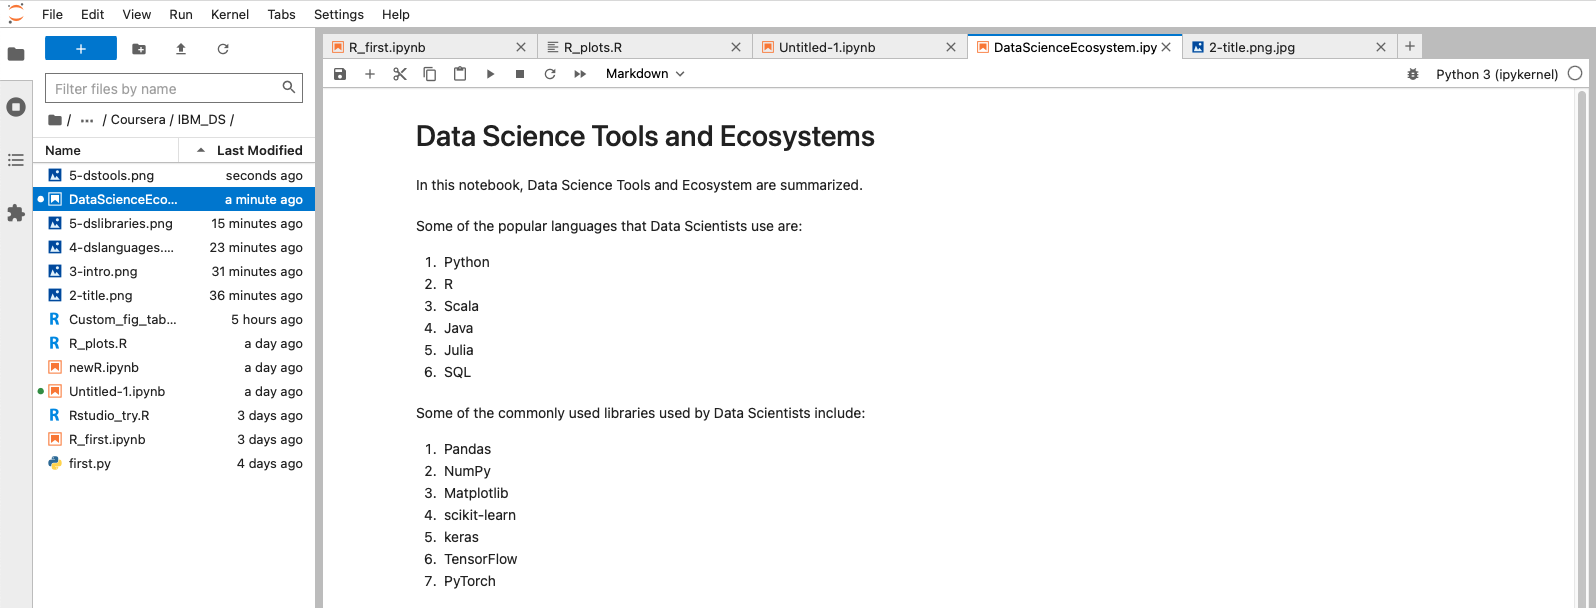 File Edit View Run Kernel Tabs Settings Help
+
Filter files by name
/ ··· / Coursera / IBM_DS /
Name Last Modified
5-dstools.png seconds ago
DataScienceEco... a minute ago
5-dslibraries.png 15 minutes ago
4-dslanguages.... 23 minutes ago
3-intro.png 31 minutes ago
2-title.png 36 minutes ago
Custom_fig_tab... 5 hours ago
R_plots.R a day ago
newR.ipynb a day ago
Untitled-1.ipynb a day ago
Rstudio_try.R 3 days ago
R_first.ipynb 3 days ago
first.py 4 days ago
R_first.ipynb R_plots.R Untitled-1.ipynb DataScienceEcosystem.ipy 2-title.png.jpg
Markdown Python 3 (ipykernel)
Data Science Tools and Ecosystems
In this notebook, Data Science Tools and Ecosystem are summarized.
Some of the popular languages that Data Scientists use are:
1. Python
2. R
3. Scala
4. Java
5. Julia
6. SQL
Some of the commonly used libraries used by Data Scientists include:
1. Pandas
2. NumPy
3. Matplotlib
4. scikit-learn
5. keras
6. TensorFlow
7. PyTorch